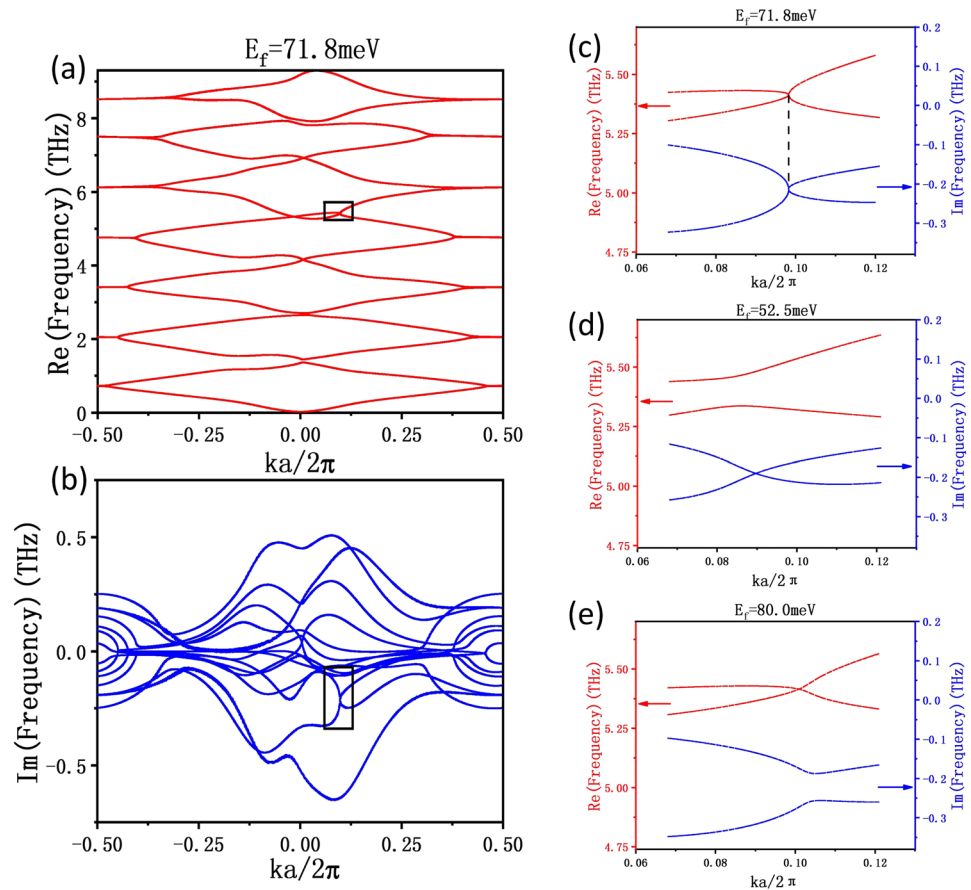 E_f=71.8meV
(a)
Re(Frequency)(THz)
8
6
4
2
0
-0.50
-0.25
0.00
0.25
0.50
ka/2π
(b)
Im(Frequency)(THz)
0.5
0.0
-0.5
-0.50
-0.25
0.00
0.25
0.50
ka/2π
(c)
E_f=71.8meV
Re(Frequency)(THz)
5.50
5.25
5.00
4.75
0.06
0.08
0.10
0.12
ka/2π
0.2
0.1
0.0
-0.1
-0.2
-0.3
Im(Frequency)(THz)
(d)
E_f=52.5meV
Re(Frequency)(THz)
5.50
5.25
5.00
4.75
0.06
0.08
0.10
0.12
ka/2π
0.2
0.1
0.0
-0.1
-0.2
-0.3
Im(Frequency)(THz)
(e)
E_f=80.0meV
Re(Frequency)(THz)
5.50
5.25
5.00
4.75
0.06
0.08
0.10
0.12
ka/2π
0.2
0.1
0.0
-0.1
-0.2
-0.3
Im(Frequency)(THz)